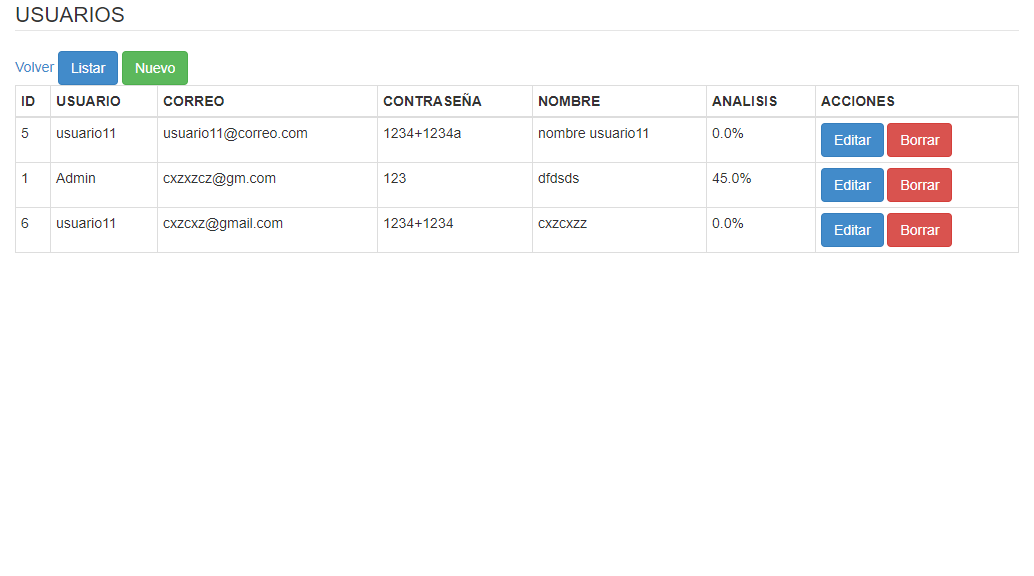 USUARIOS
Volver Listar Nuevo
ID USUARIO CORREO CONTRASEÑA NOMBRE ANALISIS ACCIONES
5 usuario11 usuario11@correo.com 1234+1234a nombre usuario11 0.0% Editar Borrar
1 Admin cxzxzcz@gm.com 123 dfdsds 45.0% Editar Borrar
6 usuario11 cxzcxz@gmail.com 1234+1234 cxzcxzz 0.0% Editar Borrar